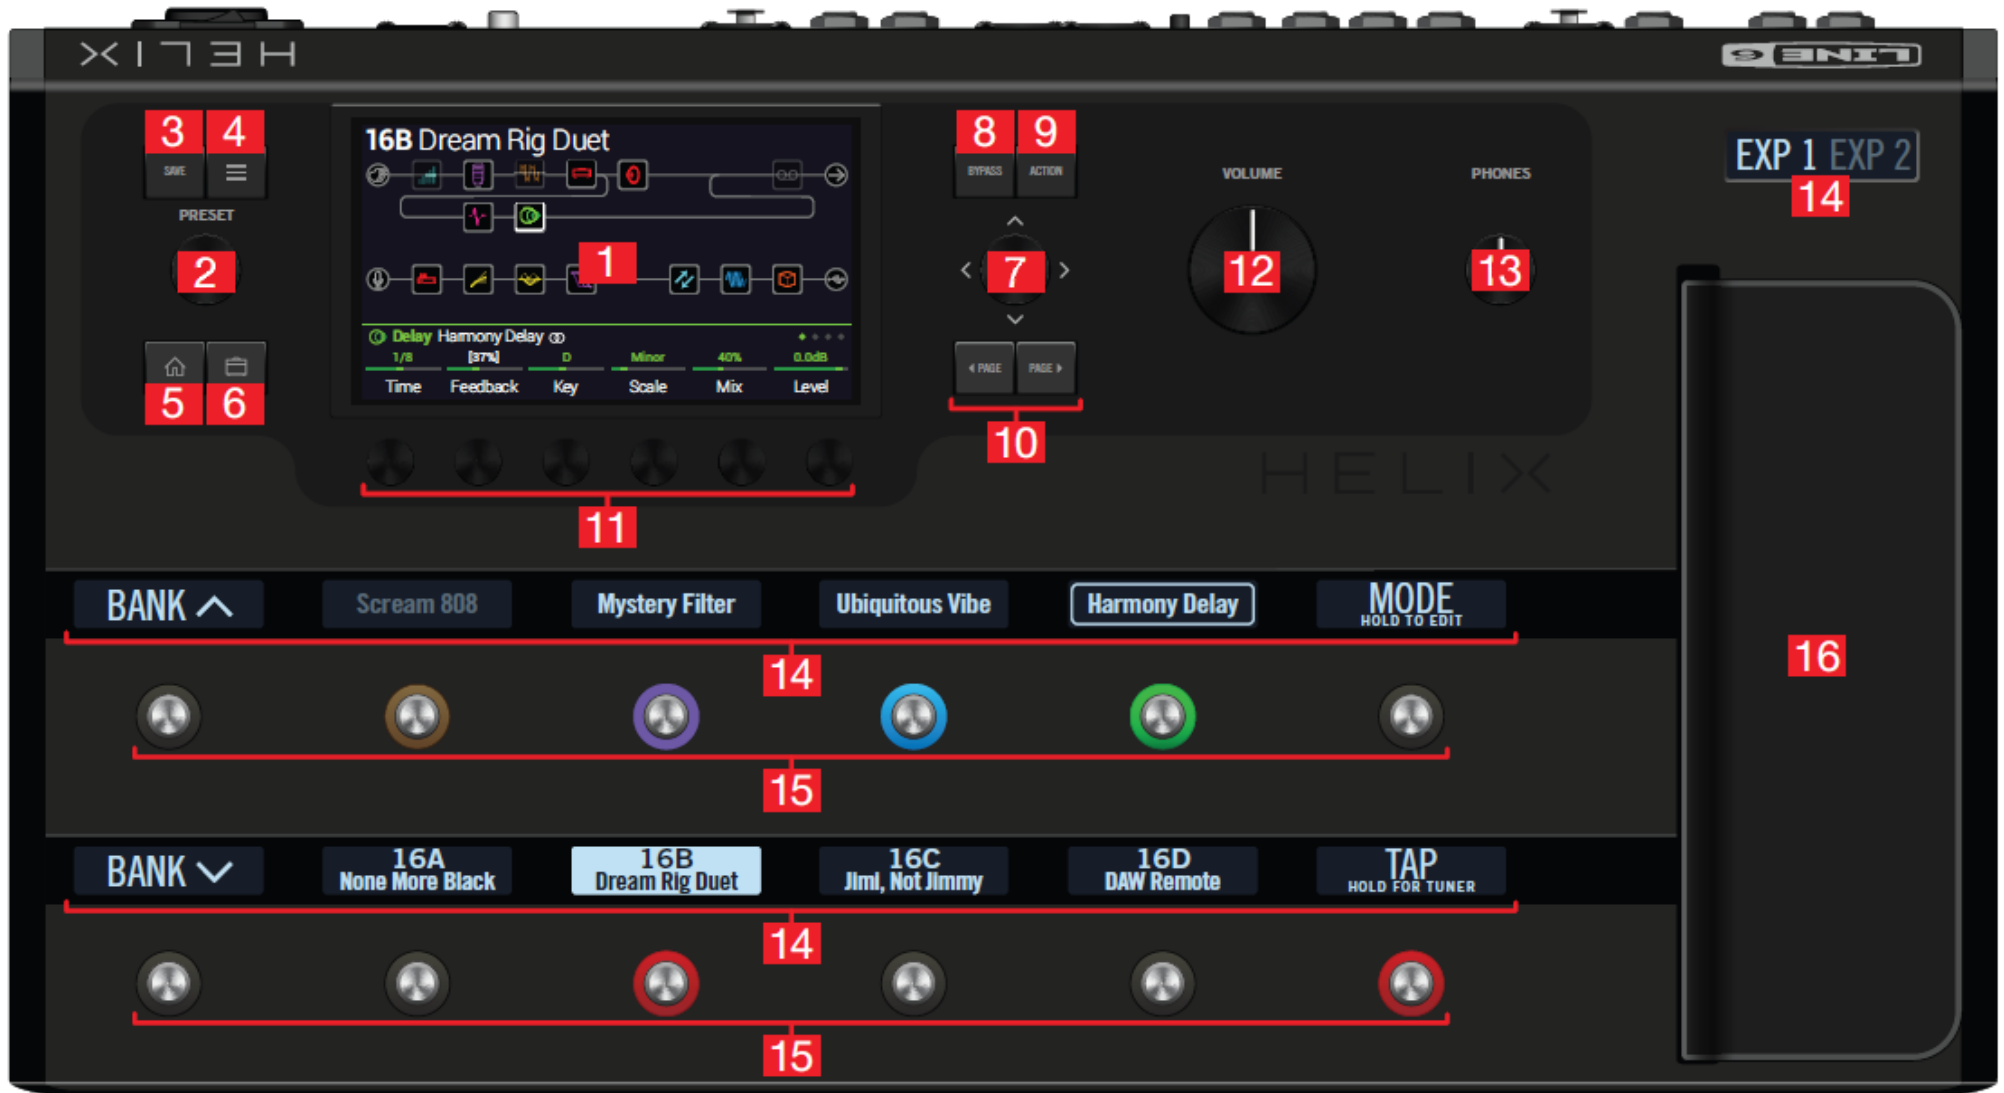 HELIX
LINE 6
3 4
SAVE
PRESET
2
5 6
16B Dream Rig Duet
1
Delay Harmony Delay
1/8 [37%] D Minor 40% 0.0dB
Time Feedback Key Scale Mix Level
11
8 9
BYPASS ACTION
7
PAGE PAGE
10
VOLUME
12
PHONES
13
EXP 1 EXP 2
14
HELIX
BANK
Scream 808
Mystery Filter
Ubiquitous Vibe
Harmony Delay
MODE
HOLD TO EDIT
14
15
16
BANK
16A
None More Black
16B
Dream Rig Duet
16C
Jimi, Not Jimmy
16D
DAW Remote
TAP
HOLD FOR TUNER
14
15